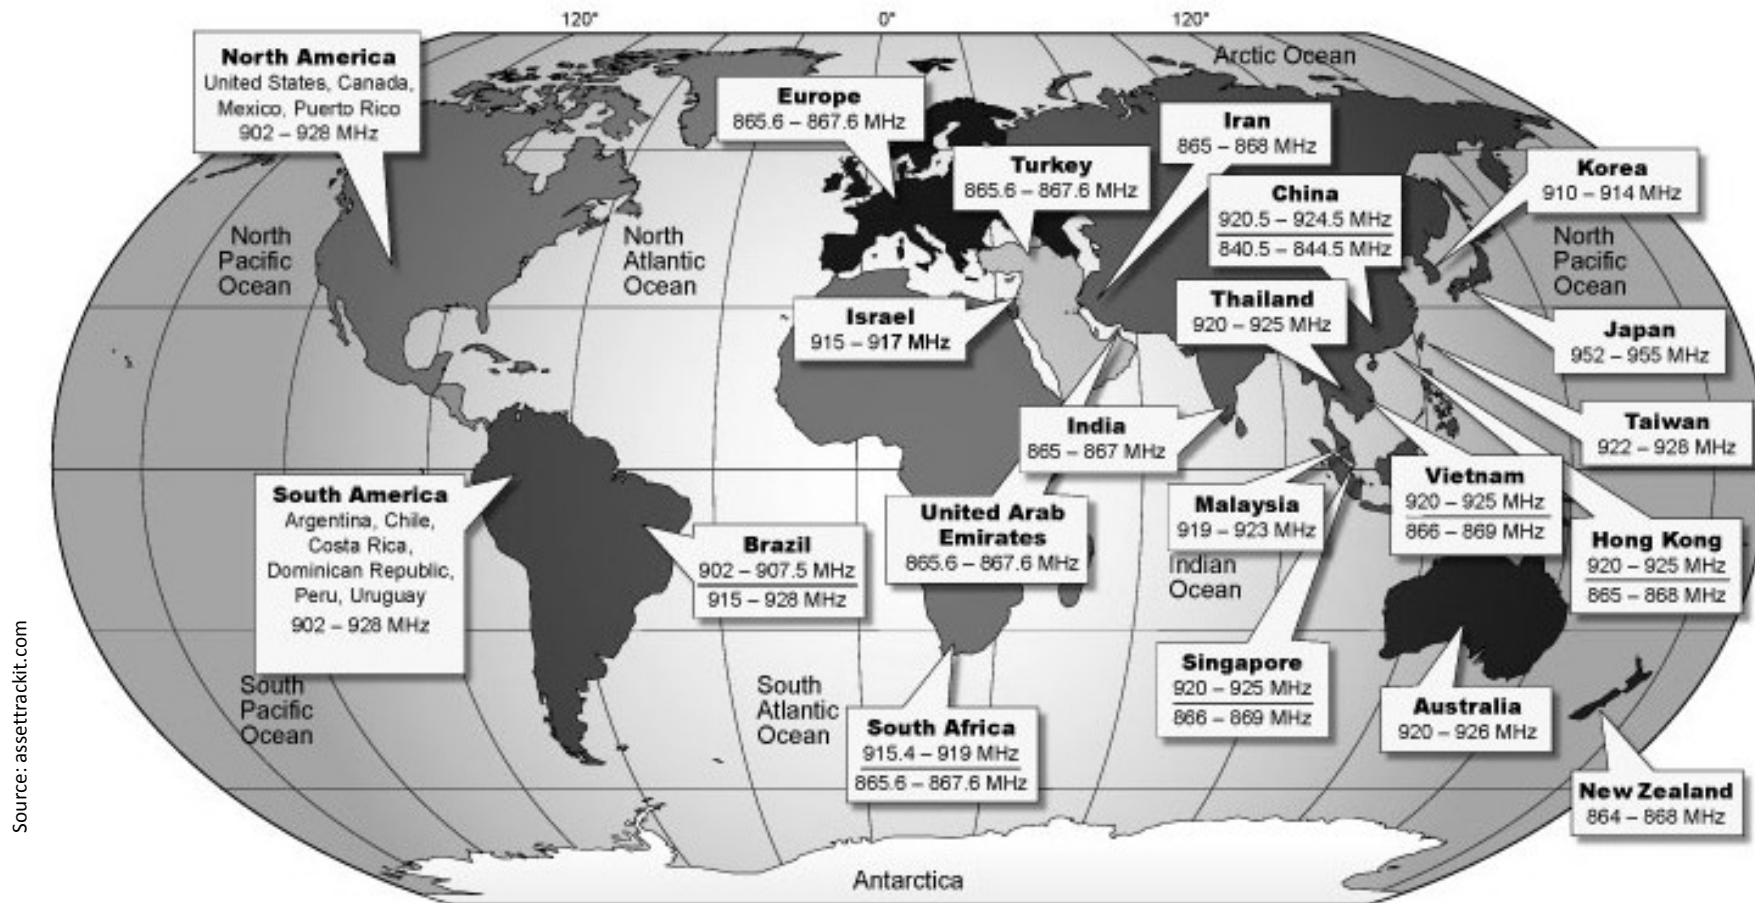 120°
0°
120°
Arctic Ocean
North America
United States, Canada,
Mexico, Puerto Rico
902 – 928 MHz
Europe
865.6 – 867.6 MHz
Iran
865 – 868 MHz
Turkey
865.6 – 867.6 MHz
Korea
910 – 914 MHz
China
920.5 – 924.5 MHz
840.5 – 844.5 MHz
North
Pacific
Ocean
North
Atlantic
Ocean
North
Pacific
Ocean
Israel
915 – 917 MHz
Thailand
920 – 925 MHz
Japan
952 – 955 MHz
India
865 – 867 MHz
Taiwan
922 – 928 MHz
South America
Argentina, Chile,
Costa Rica,
Dominican Republic,
Peru, Uruguay
902 – 928 MHz
Brazil
902 – 907.5 MHz
915 – 928 MHz
United Arab
Emirates
865.6 – 867.6 MHz
Malaysia
919 – 923 MHz
Vietnam
920 – 925 MHz
866 – 869 MHz
Hong Kong
920 – 925 MHz
865 – 868 MHz
Indian
Ocean
South
Pacific
Ocean
South
Atlantic
Ocean
South Africa
915.4 – 919 MHz
865.6 – 867.6 MHz
Singapore
920 – 925 MHz
866 – 869 MHz
Australia
920 – 926 MHz
New Zealand
864 – 868 MHz
Antarctica
Source: assettrackit.com